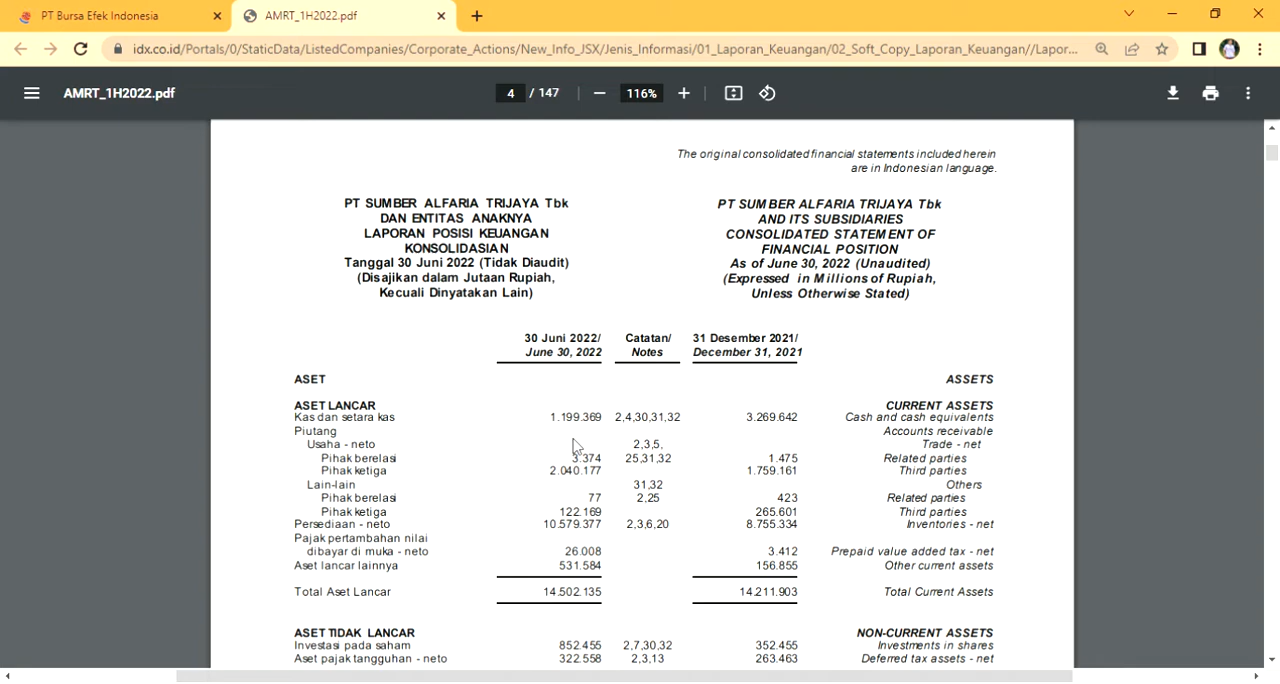 PT Bursa Efek Indonesia
AMRT_1H2022.pdf
idx.co.id/Portals/0/StaticData/ListedCompanies/Corporate_Actions/New_Info_JSX/Jenis_Informasi/01_Laporan_Keuangan/02_Soft_Copy_Laporan_Keuangan//Lapor...
AMRT_1H2022.pdf
4 / 147
116%
The original consolidated financial statements included herein
are in Indonesian language.
PT SUMBER ALFARIA TRIJAYA Tbk
DAN ENTITAS ANAKNYA
LAPORAN POSISI KEUANGAN
KONSOLIDASIAN
Tanggal 30 Juni 2022 (Tidak Diaudit)
(Disajikan dalam Jutaan Rupiah,
Kecuali Dinyatakan Lain)
PT SUMBER ALFARIA TRIJAYA Tbk
AND ITS SUBSIDIARIES
CONSOLIDATED STATEMENT OF
FINANCIAL POSITION
As of June 30, 2022 (Unaudited)
(Expressed in Millions of Rupiah,
Unless Otherwise Stated)
30 Juni 2022/ Catatan/ 31 Desember 2021/
June 30, 2022 Notes December 31, 2021
ASET ASSETS
ASET LANCAR CURRENT ASSETS
Kas dan setara kas 1.199.369 2,4,30,31,32 3.269.642 Cash and cash equivalents
Piutang Accounts receivable
Usaha - neto 2,3,5, Trade - net
Pihak berelasi 3.374 25,31,32 1.475 Related parties
Pihak ketiga 2.040.177 1.759.161 Third parties
Lain-lain 31,32 Others
Pihak berelasi 77 2,25 423 Related parties
Pihak ketiga 122.169 265.601 Third parties
Persediaan - neto 10.579.377 2,3,6,20 8.755.334 Inventories - net
Pajak pertambahan nilai
dibayar di muka - neto 26.008 3.412 Prepaid value added tax - net
Aset lancar lainnya 531.584 156.855 Other current assets
Total Aset Lancar 14.502.135 14.211.903 Total Current Assets
ASET TIDAK LANCAR NON-CURRENT ASSETS
Investasi pada saham 852.455 2,7,30,32 352.455 Investments in shares
Aset pajak tangguhan - neto 322.558 2,3,13 263.463 Deferred tax assets - net